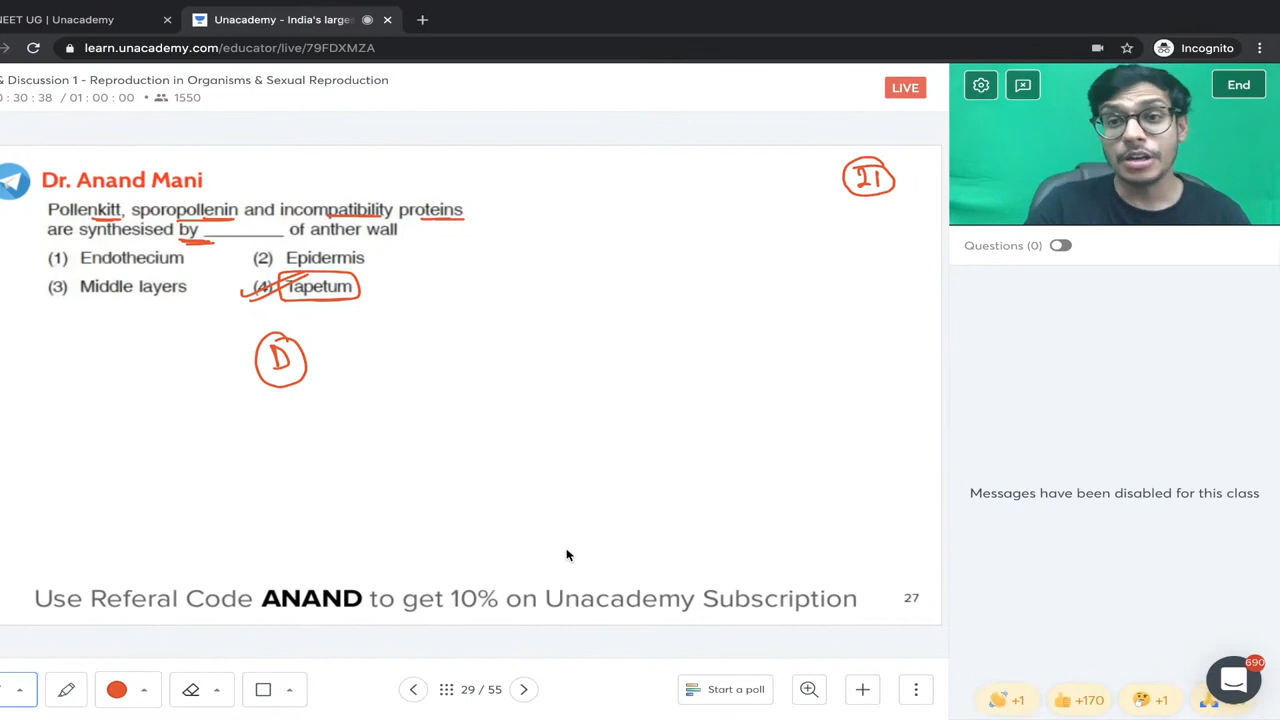 NEET UG | Unacademy
Unacademy - India's larges
learn.unacademy.com/educator/live/79FDXMZA
Incognito
& Discussion 1 - Reproduction in Organisms & Sexual Reproduction
0 : 30 : 38 / 01 : 00 : 00 • 1550
LIVE
End
Dr. Anand Mani
21
Pollenkitt, sporopollenin and incompatibility proteins
are synthesised by ________ of anther wall
(1) Endothecium (2) Epidermis
(3) Middle layers (4) Tapetum
D
Questions (0)
Messages have been disabled for this class
Use Referal Code ANAND to get 10% on Unacademy Subscription
27
29 / 55
Start a poll
690
+1 +170 +1